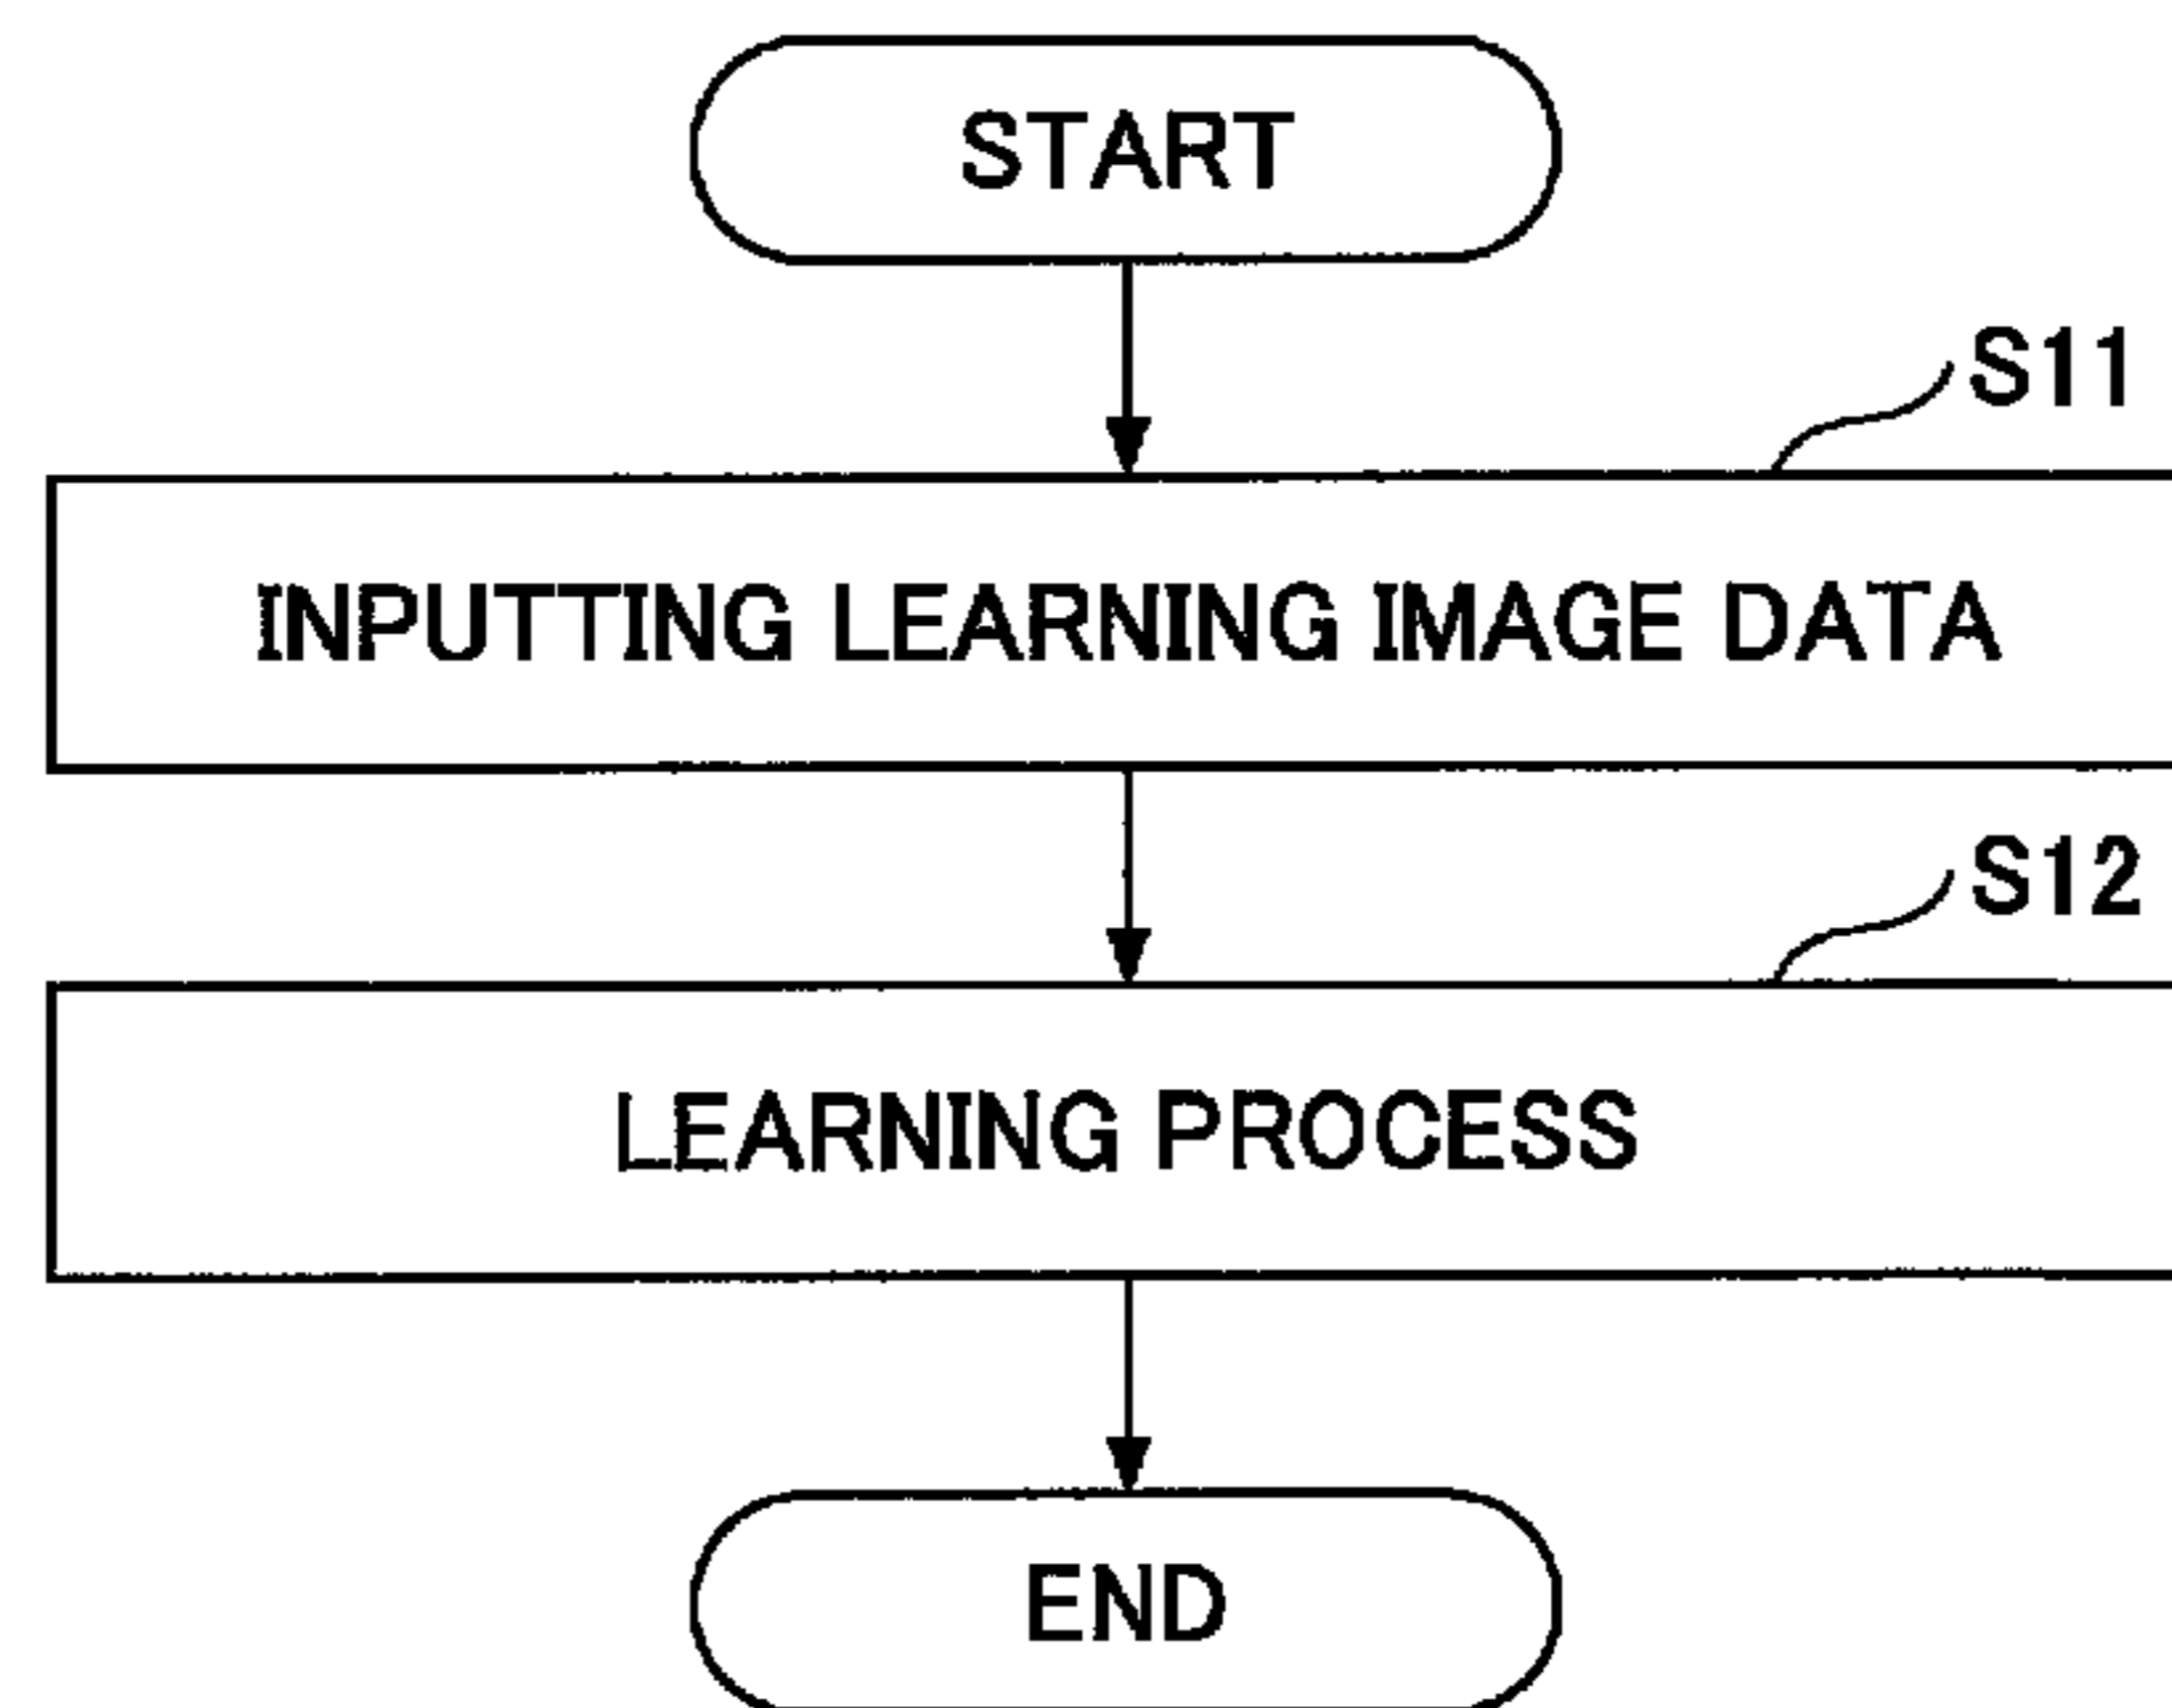 START
S11
INPUTTING LEARNING IMAGE DATA
S12
LEARNING PROCESS
END